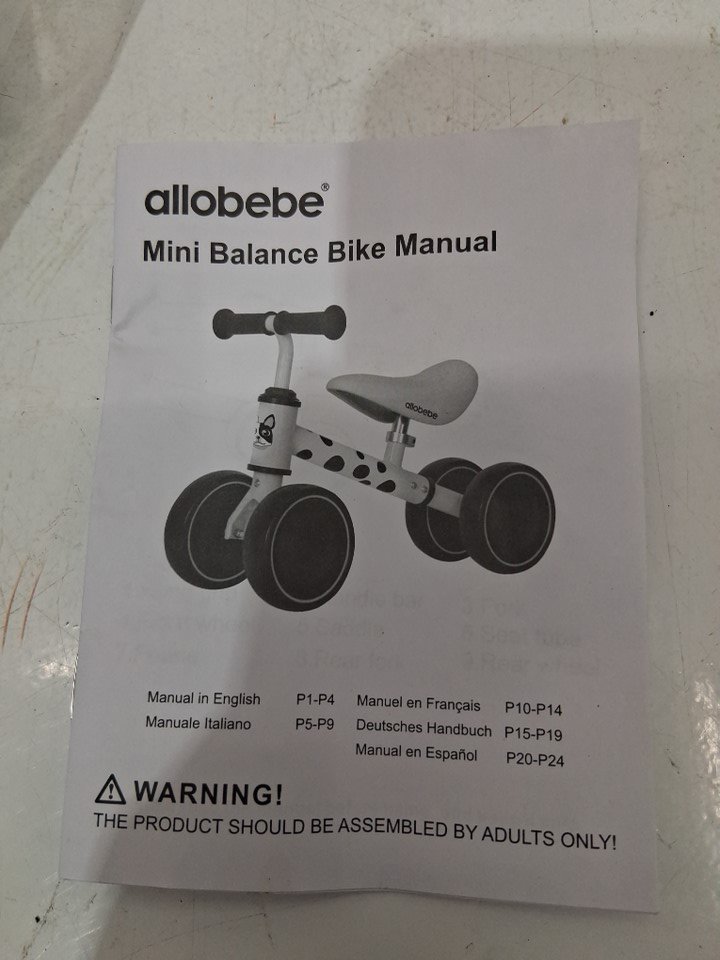 allobebe®
Mini Balance Bike Manual
allobebe
Manual in English P1-P4 Manuel en Français P10-P14
Manuale Italiano P5-P9 Deutsches Handbuch P15-P19
Manual en Español P20-P24
WARNING!
THE PRODUCT SHOULD BE ASSEMBLED BY ADULTS ONLY!